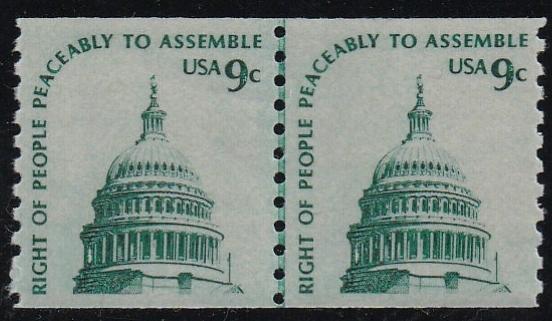 RIGHT OF PEOPLE PEACEABLY TO ASSEMBLE
USA 9c
RIGHT OF PEOPLE PEACEABLY TO ASSEMBLE
USA 9c